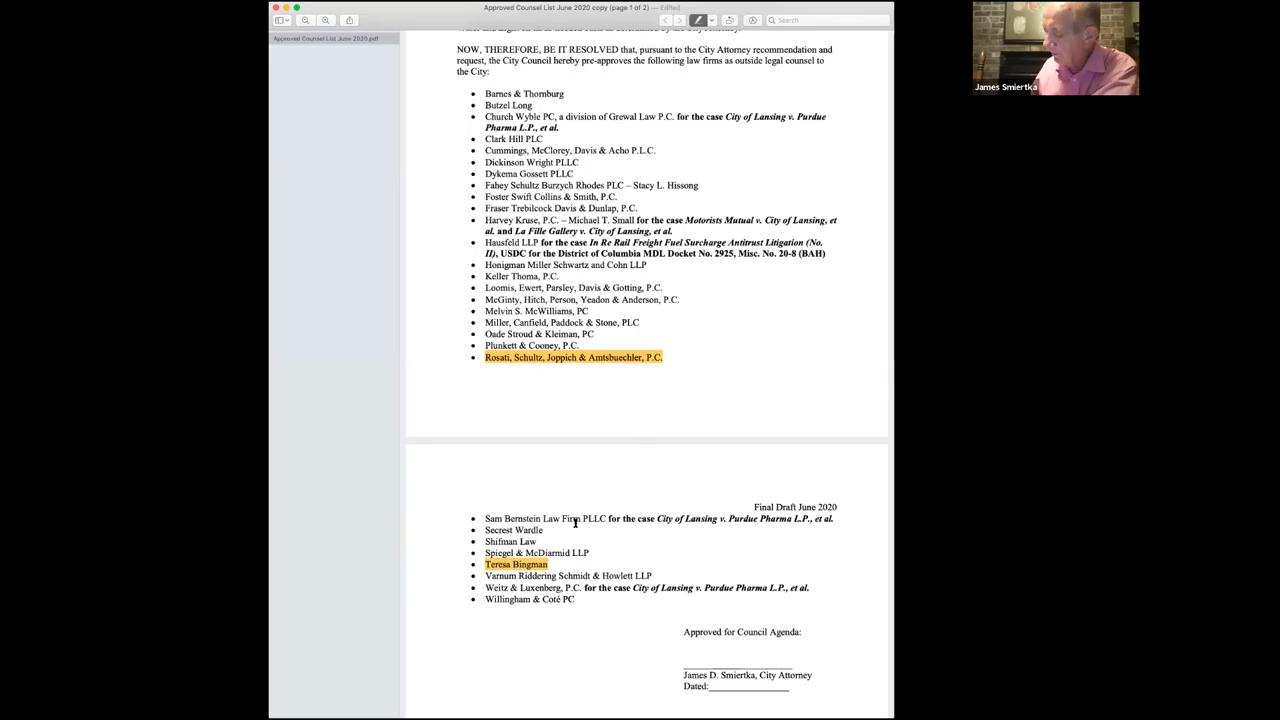 Approved Counsel List June 2020 copy (page 1 of 2) — Edited
Search
Approved Counsel List June 2020.pdf
NOW, THEREFORE, BE IT RESOLVED that, pursuant to the City Attorney recommendation and
request, the City Council hereby pre-approves the following law firms as outside legal counsel to
the City:
• Barnes & Thornburg
• Butzel Long
• Church Wyble PC, a division of Grewal Law P.C. for the case City of Lansing v. Purdue
Pharma L.P., et al.
• Clark Hill PLC
• Cummings, McClorey, Davis & Acho P.L.C.
• Dickinson Wright PLLC
• Dykema Gossett PLLC
• Fahey Schultz Burzych Rhodes PLC – Stacy L. Hissong
• Foster Swift Collins & Smith, P.C.
• Fraser Trebilcock Davis & Dunlap, P.C.
• Harvey Kruse, P.C. – Michael T. Small for the case Motorists Mutual v. City of Lansing, et
al. and La Fille Gallery v. City of Lansing, et al.
• Hausfeld LLP for the case In Re Rail Freight Fuel Surcharge Antitrust Litigation (No.
II), USDC for the District of Columbia MDL Docket No. 2925, Misc. No. 20-8 (BAH)
• Honigman Miller Schwartz and Cohn LLP
• Keller Thoma, P.C.
• Loomis, Ewert, Parsley, Davis & Gotting, P.C.
• McGinty, Hitch, Person, Yeadon & Anderson, P.C.
• Melvin S. McWilliams, PC
• Miller, Canfield, Paddock & Stone, PLC
• Oade Stroud & Kleiman, PC
• Plunkett & Cooney, P.C.
• Rosati, Schultz, Joppich & Amtsbuechler, P.C.
Final Draft June 2020
• Sam Bernstein Law Firm PLLC for the case City of Lansing v. Purdue Pharma L.P., et al.
• Secrest Wardle
• Shifman Law
• Spiegel & McDiarmid LLP
• Teresa Bingman
• Varnum Riddering Schmidt & Howlett LLP
• Weitz & Luxenberg, P.C. for the case City of Lansing v. Purdue Pharma L.P., et al.
• Willingham & Coté PC
Approved for Council Agenda:
James D. Smiertka, City Attorney
Dated:
James Smiertka